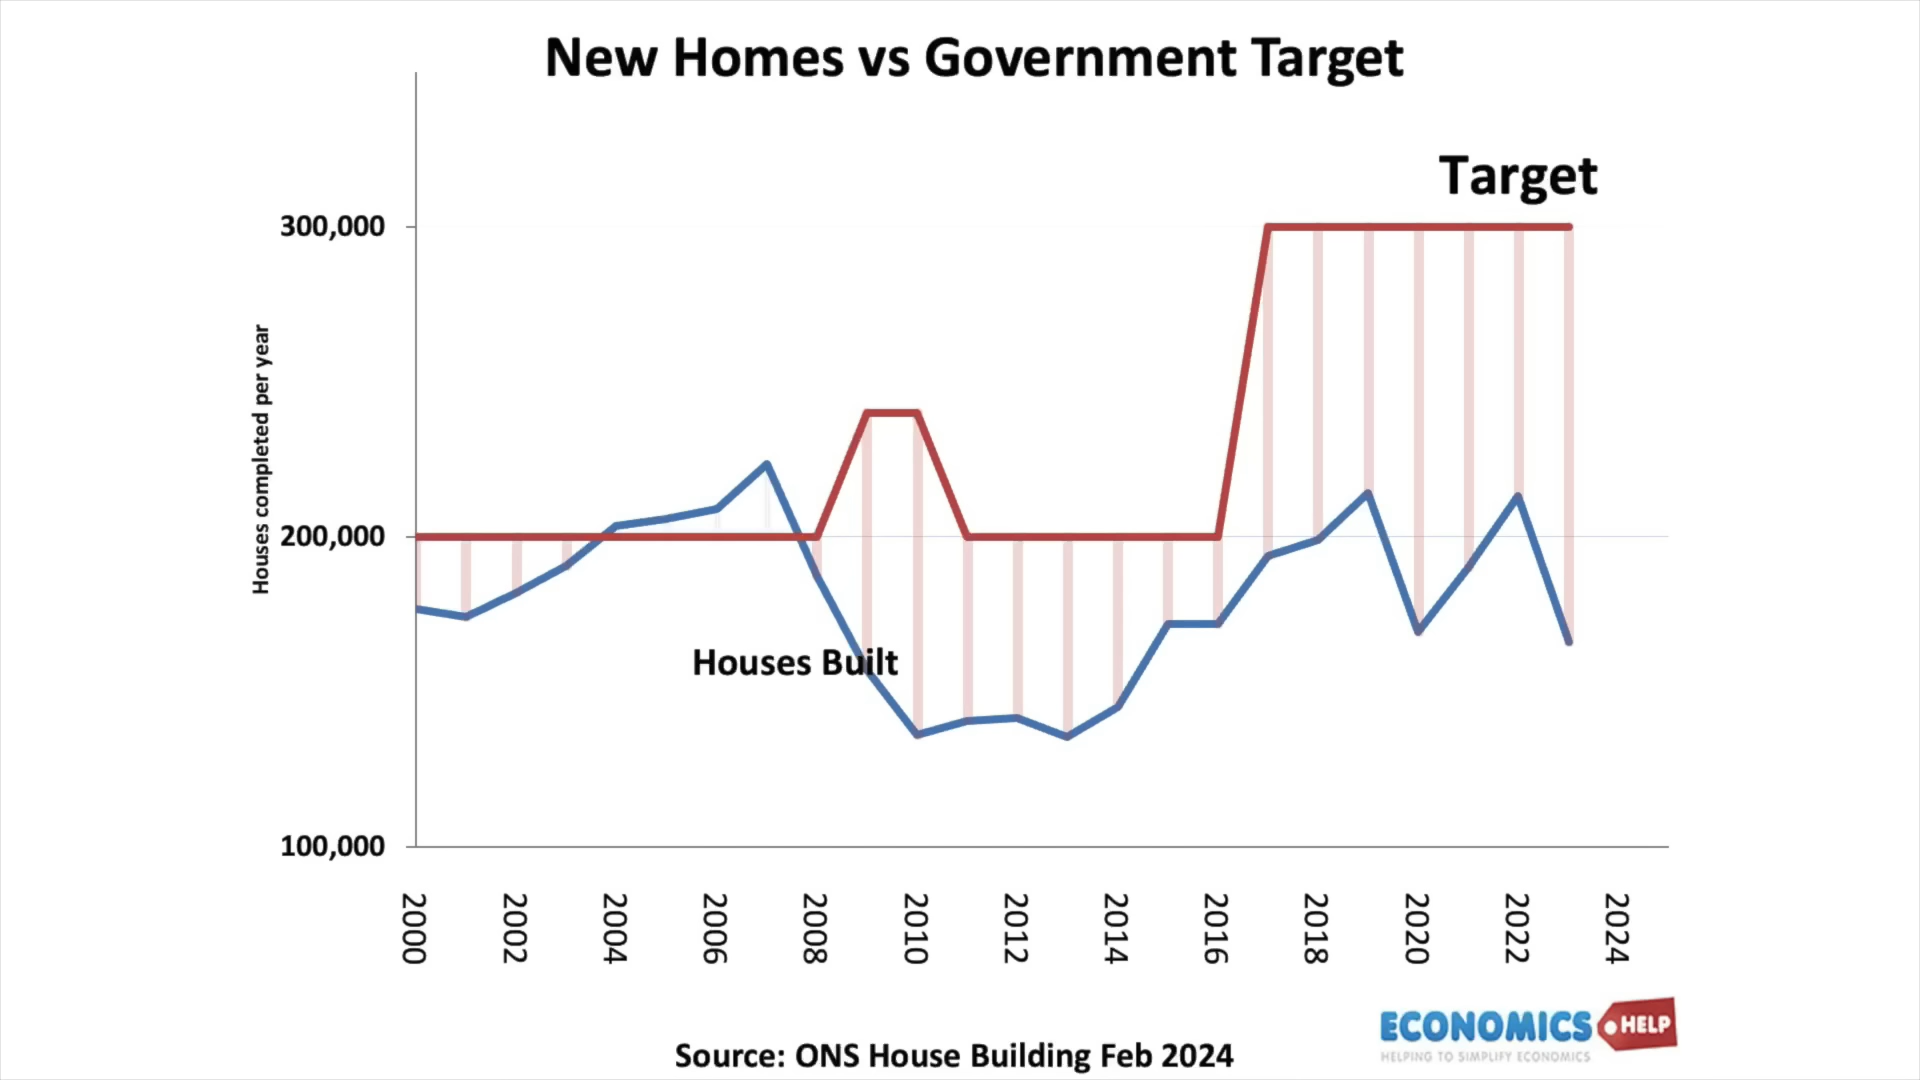 New Homes vs Government Target
Target
300,000
200,000
100,000
Houses completed per year
Houses Built
2000
2002
2004
2006
2008
2010
2012
2014
2016
2018
2020
2022
2024
Source: ONS House Building Feb 2024
ECONOMICS HELP
HELPING TO SIMPLIFY ECONOMICS